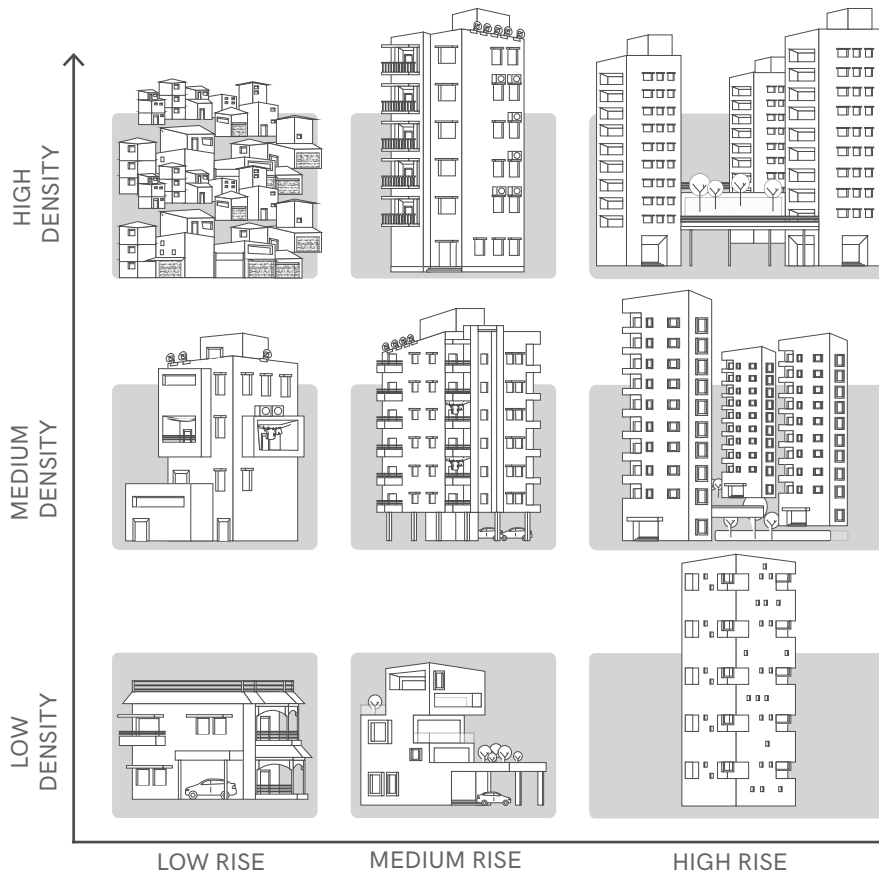 HIGH
DENSITY
MEDIUM
DENSITY
LOW
DENSITY
LOW RISE
MEDIUM RISE
HIGH RISE